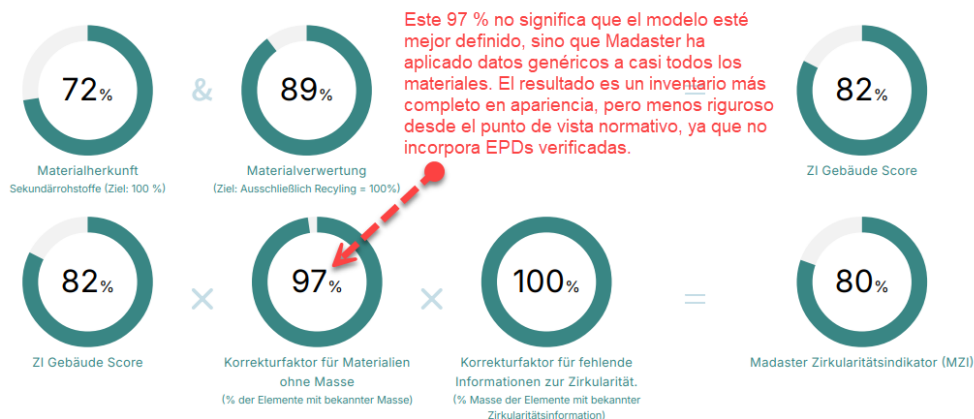 Este 97 % no significa que el modelo esté
mejor definido, sino que Madaster ha
aplicado datos genéricos a casi todos los
materiales. El resultado es un inventario más
completo en apariencia, pero menos riguroso
desde el punto de vista normativo, ya que no
incorpora EPDs verificadas.
72%
&
89%
=
82%
Materialherkunft
Sekundärrohstoffe (Ziel: 100 %)
Materialverwertung
(Ziel: Ausschließlich Recyling = 100%)
ZI Gebäude Score
82%
×
97%
×
100%
=
80%
ZI Gebäude Score
Korrekturfaktor für Materialien
ohne Masse
(% der Elemente mit bekannter Masse)
Korrekturfaktor für fehlende
Informationen zur Zirkularität.
(% Masse der Elemente mit bekannter
Zirkularitätsinformation)
Madaster Zirkularitätsindikator (MZI)